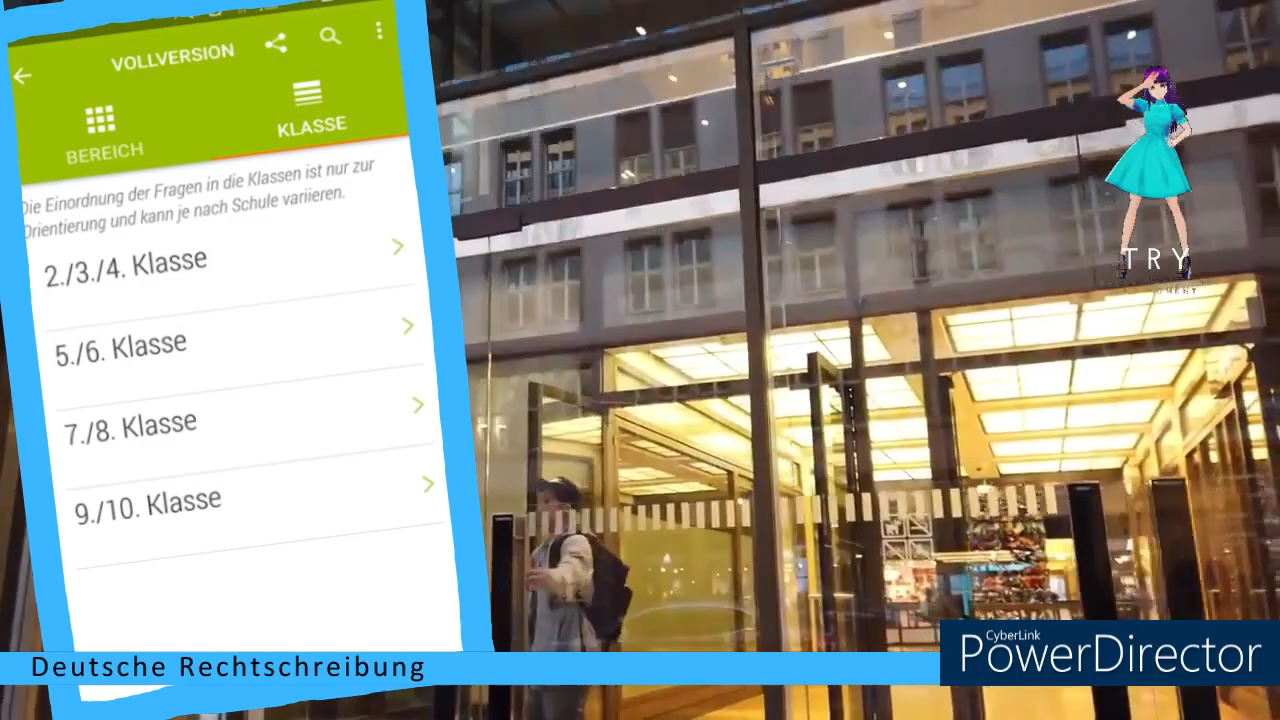 VOLLVERSION
BEREICH
KLASSE
Die Einordnung der Fragen in die Klassen ist nur zur
Orientierung und kann je nach Schule variieren.
2./3./4. Klasse
5./6. Klasse
7./8. Klasse
9./10. Klasse
TRY
Deutsche Rechtschreibung
CyberLink
PowerDirector